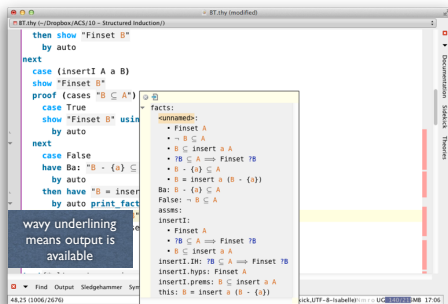 BT.thy (modified)
BT.thy (~/Dropbox/ACS/10 – Structured Induction/)
then show "Finset B"
by auto
next
case (insertI A a B)
show "Finset B"
proof (cases "B ⊆ A")
case True
show "Finset B" usin
by auto
next
case False
have Ba: "B - {a} ⊆
then have "B = inser
by auto print_fact
facts:
<unnamed>:
• Finset A
• ¬ B ⊆ A
• B ⊆ insert a A
• ?B ⊆ A ⟹ Finset ?B
• B - {a} ⊆ A
• B = insert a (B - {a})
Ba: B - {a} ⊆ A
False: ¬ B ⊆ A
assms:
insertI:
• Finset A
• ?B ⊆ A ⟹ Finset ?B
• B ⊆ insert a A
insertI.IH: ?B ⊆ A ⟹ Finset ?B
insertI.hyps: Finset A
insertI.prems: B ⊆ insert a A
this: B = insert a (B - {a})
wavy underlining
means output is
available
Documentation
Sidekick
Theories
Find Output Sledgehammer Sym
48,25 (1006/2676)
17:05